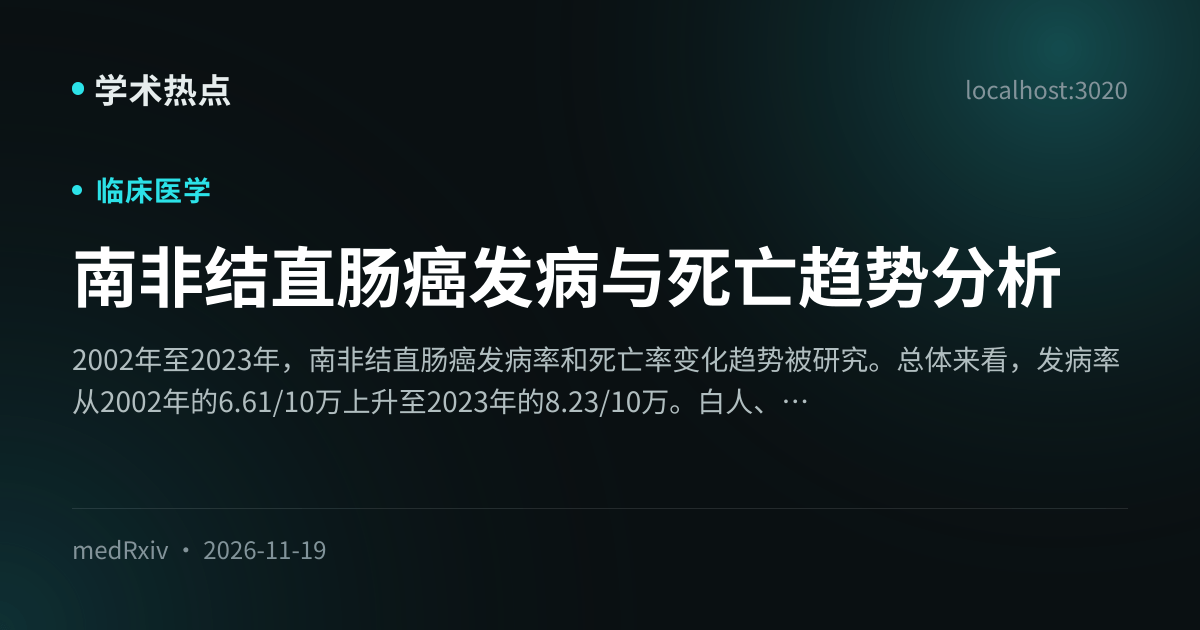 学术热点
localhost:3020
临床医学
南非结直肠癌发病与死亡趋势分析
2002年至2023年，南非结直肠癌发病率和死亡率变化趋势被研究。总体来看，发病率
从2002年的6.61/10万上升至2023年的8.23/10万。白人、…
medRxiv · 2026-11-19